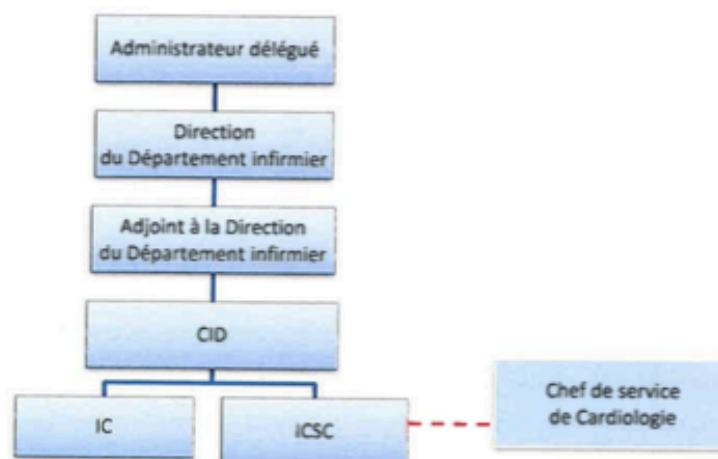 Administrateur délégué
Direction
du Département infirmier
Adjoint à la Direction
du Département infirmier
CID
IC
ICSC
Chef de service
de Cardiologie